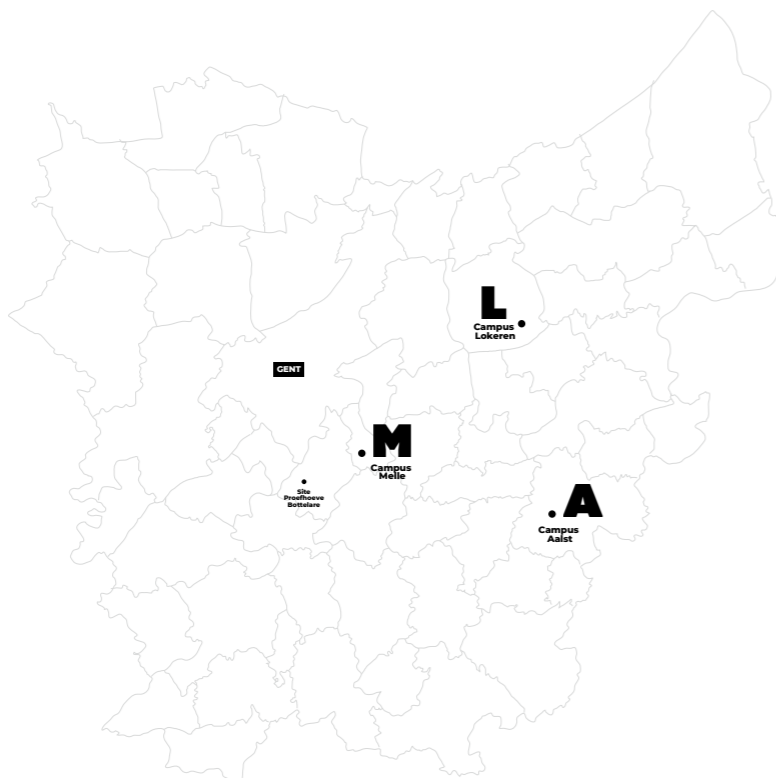 L
Campus
Lokeren
GENT
M
Campus
Melle
Site
Proefhoeve
Bottelare
A
Campus
Aalst